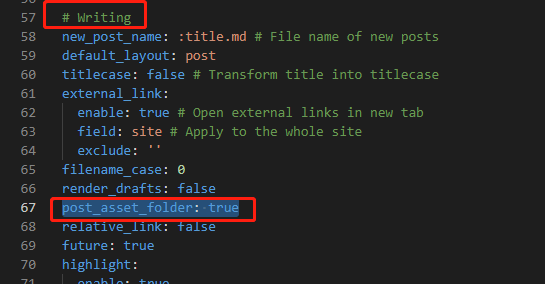 56
57 # Writing
58 new_post_name: :title.md # File name of new posts
59 default_layout: post
60 titlecase: false # Transform title into titlecase
61 external_link:
62 enable: true # Open external links in new tab
63 field: site # Apply to the whole site
64 exclude: ''
65 filename_case: 0
66 render_drafts: false
67 post_asset_folder: true
68 relative_link: false
69 future: true
70 highlight:
71 enable: true